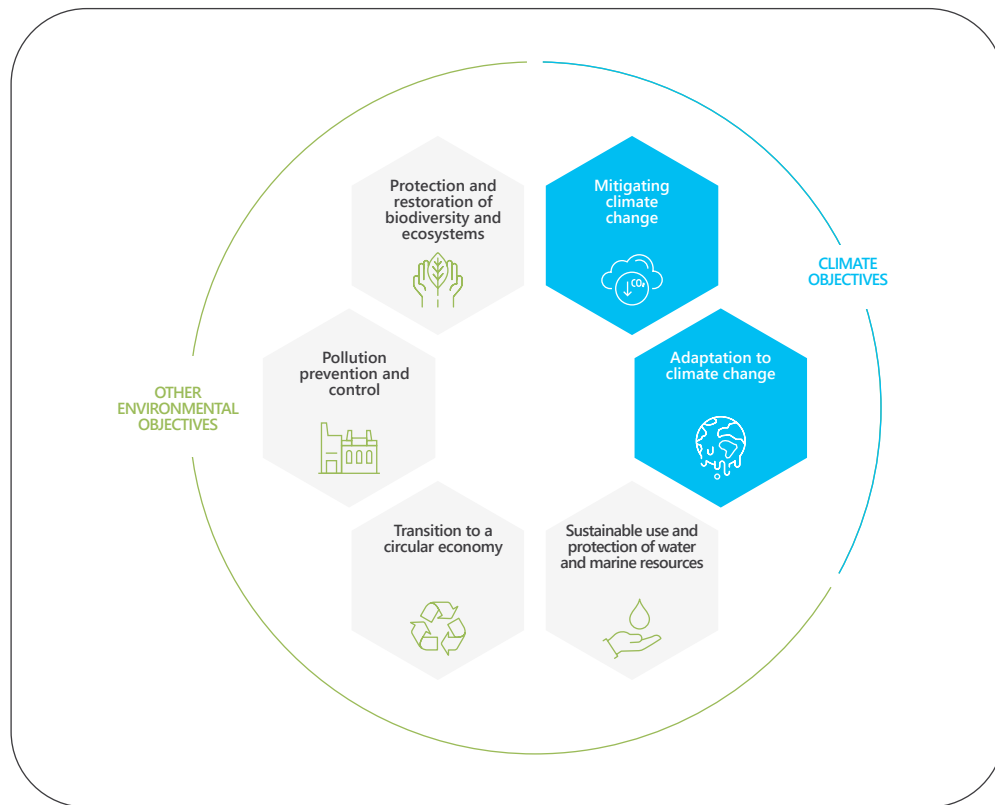 Protection and
restoration of
biodiversity and
ecosystems
Mitigating
climate
change
CO₂
CLIMATE
OBJECTIVES
Adaptation to
climate change
Pollution
prevention and
control
OTHER
ENVIRONMENTAL
OBJECTIVES
Transition to a
circular economy
Sustainable use and
protection of water
and marine resources